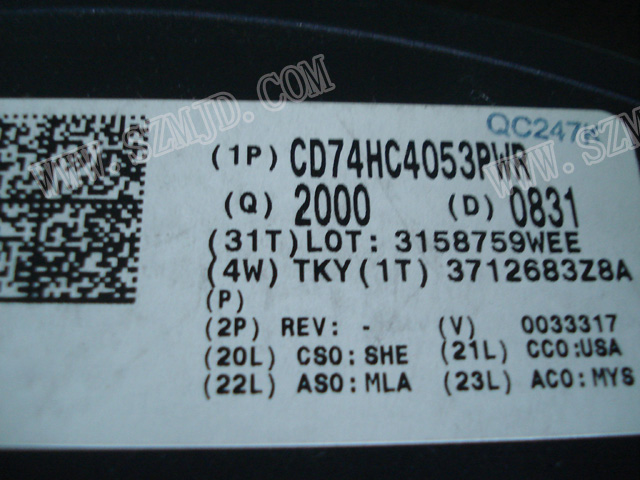 WWW.SZMJD.COM
QC247
WWW.SZM
(1P) CD74HC4053PWR
(Q) 2000 (D) 0831
(31T)LOT: 3158759WEE
(4W) TKY(1T) 3712683Z8A
(P)
(2P) REV: - (V) 0033317
(20L) CSO:SHE (21L) CCO:USA
(22L) ASO:MLA (23L) ACO:MYS